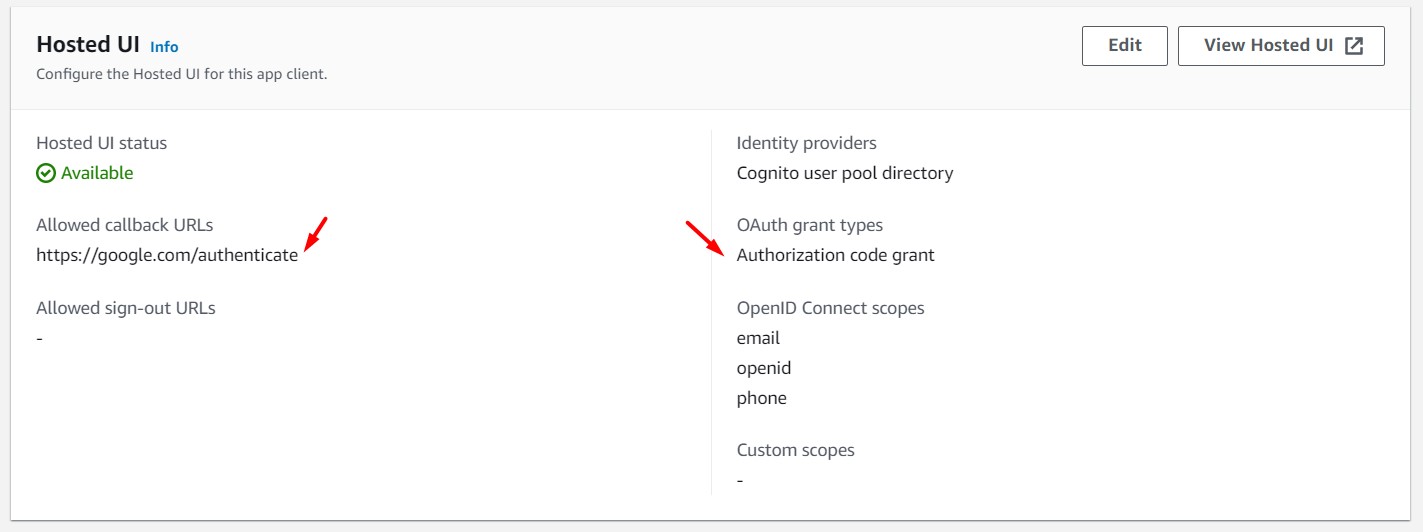 Hosted UI Info
Edit
View Hosted UI
Configure the Hosted UI for this app client.
Hosted UI status
Available
Allowed callback URLs
https://google.com/authenticate
Allowed sign-out URLs
-
Identity providers
Cognito user pool directory
OAuth grant types
Authorization code grant
OpenID Connect scopes
email
openid
phone
Custom scopes
-